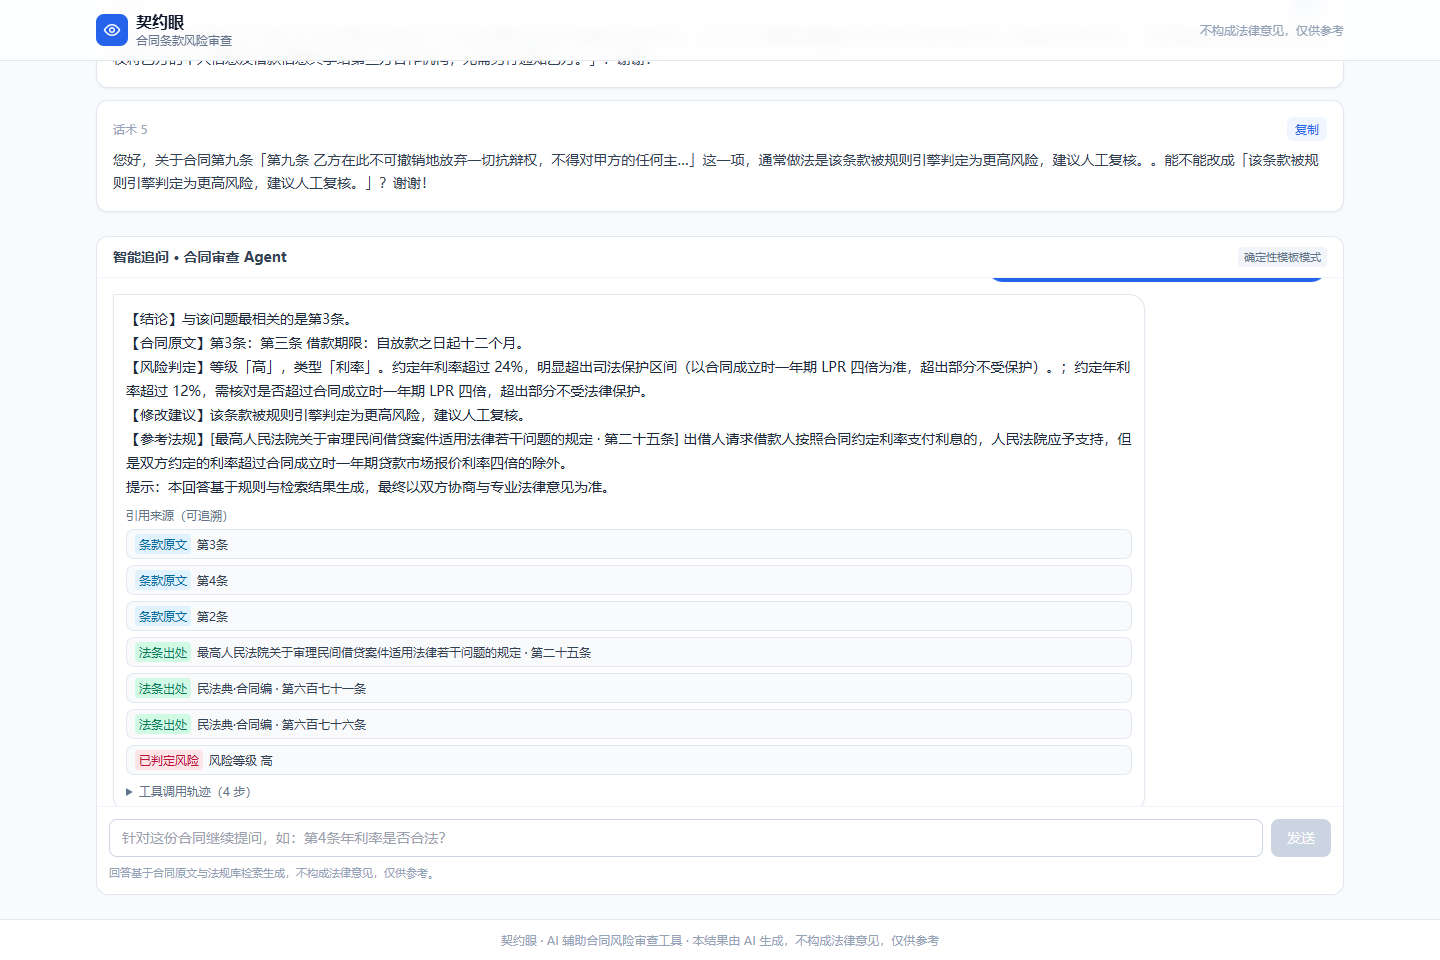 契约眼
合同条款风险审查
不构成法律意见，仅供参考
话术 5
复制
您好，关于合同第九条「第九条 乙方在此不可撤销地放弃一切抗辩权，不得对甲方的任何主...」这一项，通常做法是该条款被规则引擎判定为更高风险，建议人工复核。。能不能改成「该条款被规
则引擎判定为更高风险，建议人工复核。」？谢谢！
智能追问 • 合同审查 Agent
确定性模板模式
【结论】与该问题最相关的是第3条。
【合同原文】第3条：第三条 借款期限：自放款之日起十二个月。
【风险判定】等级「高」，类型「利率」。约定年利率超过 24%，明显超出司法保护区间（以合同成立时一年期 LPR 四倍为准，超出部分不受保护）。；约定年利
率超过 12%，需核对是否超过合同成立时一年期 LPR 四倍，超出部分不受法律保护。
【修改建议】该条款被规则引擎判定为更高风险，建议人工复核。
【参考法规】[最高人民法院关于审理民间借贷案件适用法律若干问题的规定 · 第二十五条] 出借人请求借款人按照合同约定利率支付利息的，人民法院应予支持，但
是双方约定的利率超过合同成立时一年期贷款市场报价利率四倍的除外。
提示：本回答基于规则与检索结果生成，最终以双方协商与专业法律意见为准。
引用来源（可追溯）
条款原文 第3条
条款原文 第4条
条款原文 第2条
法条出处 最高人民法院关于审理民间借贷案件适用法律若干问题的规定 · 第二十五条
法条出处 民法典·合同编 · 第六百七十一条
法条出处 民法典·合同编 · 第六百七十六条
已判定风险 风险等级 高
▶ 工具调用轨迹（4 步）
针对这份合同继续提问，如：第4条年利率是否合法？
发送
回答基于合同原文与法规库检索生成，不构成法律意见，仅供参考。
契约眼 · AI 辅助合同风险审查工具 · 本结果由 AI 生成，不构成法律意见，仅供参考